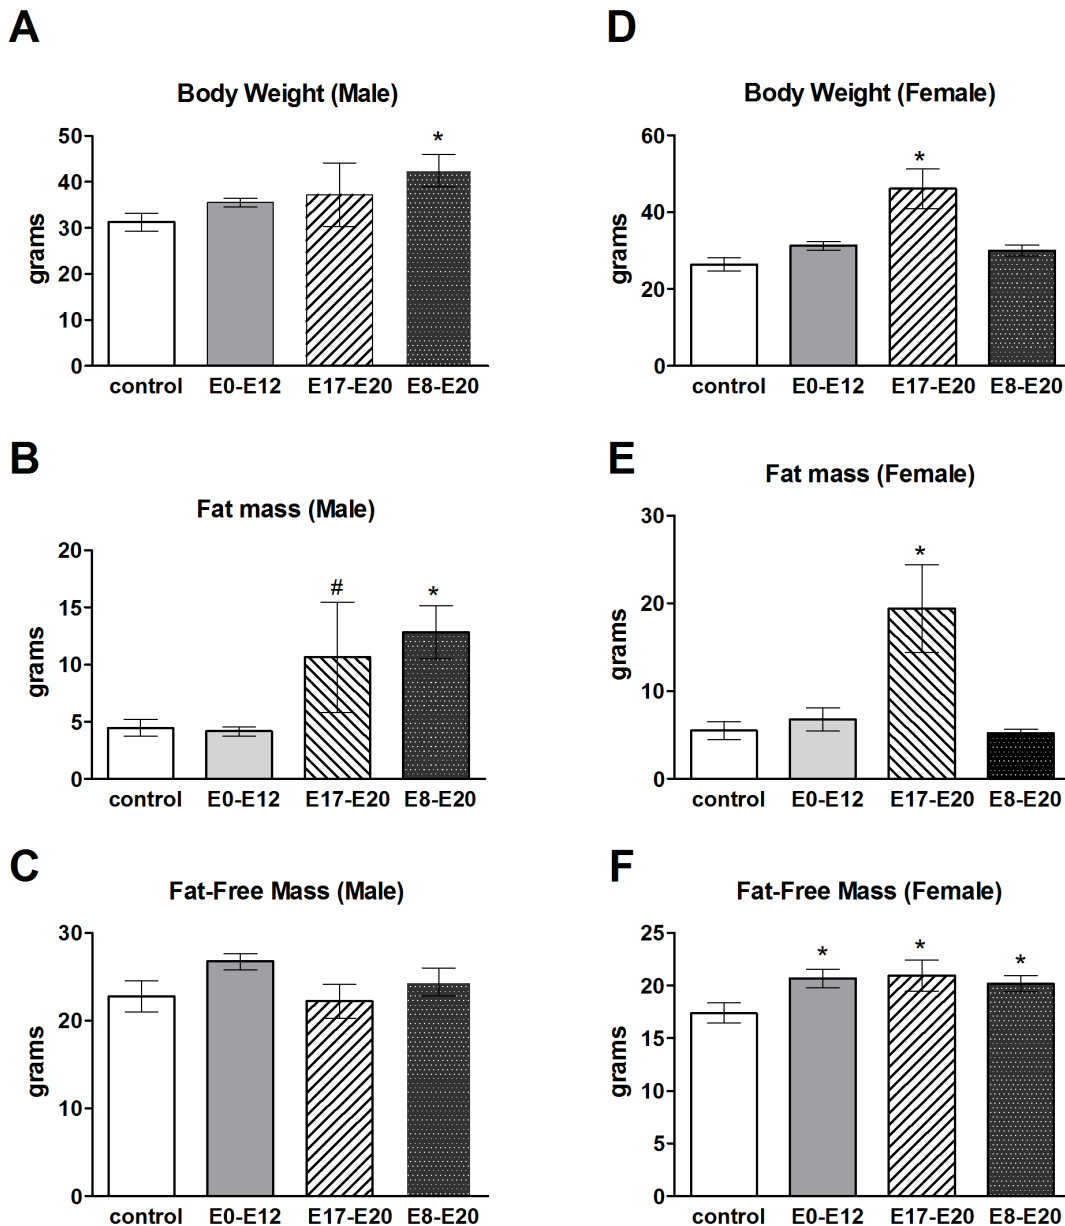 A
Body Weight (Male)
*
50
40
30
20
10
0
grams
control E0-E12 E17-E20 E8-E20
B
Fat mass (Male)
# *
20
15
10
5
0
grams
control E0-E12 E17-E20 E8-E20
C
Fat-Free Mass (Male)
30
20
10
0
grams
control E0-E12 E17-E20 E8-E20
D
Body Weight (Female)
*
60
40
20
0
grams
control E0-E12 E17-E20 E8-E20
E
Fat mass (Female)
*
30
20
10
0
grams
control E0-E12 E17-E20 E8-E20
F
Fat-Free Mass (Female)
* * *
25
20
15
10
5
0
grams
control E0-E12 E17-E20 E8-E20